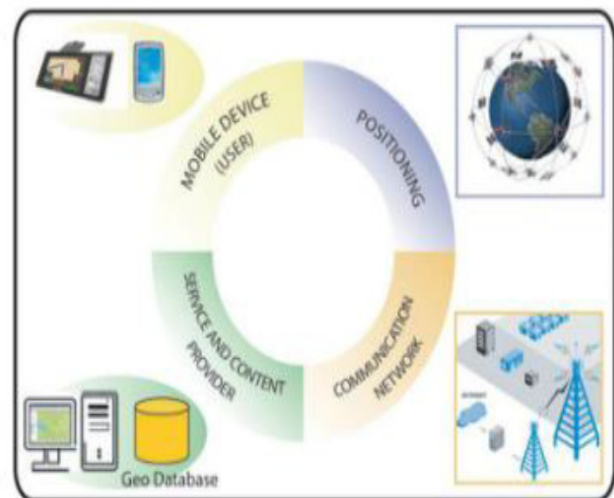 MOBILE DEVICE
(USER)
POSITIONING
SERVICE AND CONTENT
PROVIDER
COMMUNICATION
NETWORK
Geo Database